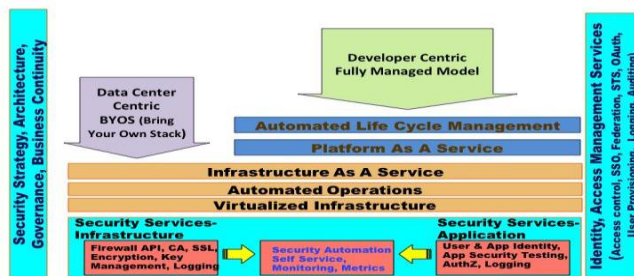 Security Strategy, Architecture,
Governance, Business Continuity
Data Center
Centric
BYOS (Bring
Your Own Stack)
Developer Centric
Fully Managed Model
Automated Life Cycle Management
Platform As A Service
Infrastructure As A Service
Automated Operations
Virtualized Infrastructure
Security Services-
Infrastructure
Firewall API, CA, SSL,
Encryption, Key
Management, Logging
Security Automation
Self Service,
Monitoring, Metrics
Security Services-
Application
User & App Identity,
App Security Testing,
AuthZ, Logging
Identity, Access Management Services
(Access control, SSO, Federation, STS, OAuth,
User Provisioning, Logging, Auditing)